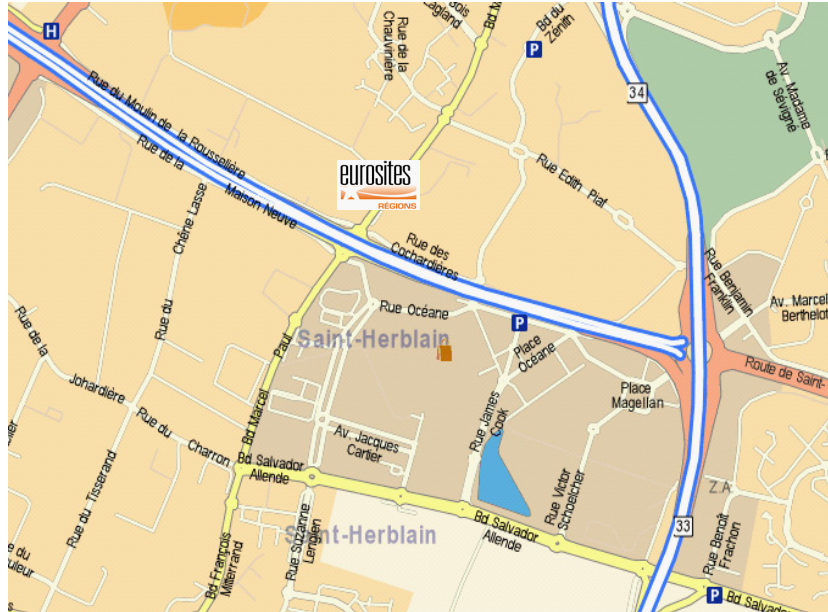 Bois
Lagland
Rue de la
Chauvinière
Bd du
Zénith
H
P
34
Av. Madame
de Sévigné
Rue du Moulin de la Rousselière
Rue de la
Maison Neuve
eurosites
RÉGIONS
Rue Edith Piaf
Chêne Lasse
Rue du
Rue des
Cochardières
Rue Benjamin
Franklin
Av. Marcel
Berthelot
Rue Océane
P
Saint-Herblain
Place
Océane
Rue de la
Johardière
Bd Marcel
Paul
Place
Magellan
Route de Saint-
Rue James
Cook
Rue du
Charron
Av. Jacques
Cartier
Bd Salvador
Allende
Rue Victor
Schoelcher
Z.A.
Rue du Tisserand
33
Bd Salvador
Allende
Saint-Herblain
Rue Suzanne
Lenglen
Bd François
Mitterrand
Rue Benoît
Frachon
e du
uleur
P
Bd Salvador